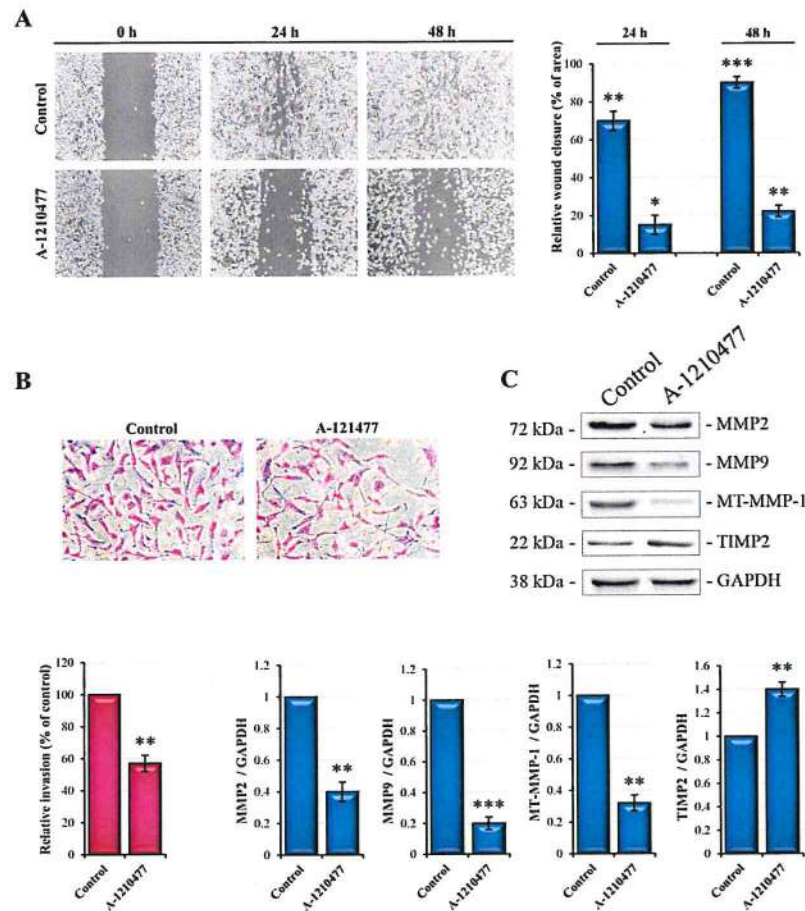 A
0 h 24 h 48 h
Control
A-1210477
24 h 48 h
Relative wound closure (% of area)
100
80
60
40
20
0
** * *** **
Control A-1210477 Control A-1210477
B
Control A-121477
C
Control A-1210477
72 kDa - - MMP2
92 kDa - - MMP9
63 kDa - - MT-MMP-1
22 kDa - - TIMP2
38 kDa - - GAPDH
Relative invasion (% of control)
120
100
80
60
40
20
0
**
Control A-1210477
MMP2 / GAPDH
1.2
1
0.8
0.6
0.4
0.2
0
**
Control A-1210477
MMP9 / GAPDH
1.2
1
0.8
0.6
0.4
0.2
0
***
Control A-1210477
MT-MMP-1 / GAPDH
1.2
1
0.8
0.6
0.4
0.2
0
**
Control A-1210477
TIMP2 / GAPDH
1.6
1.4
1.2
1
0.8
0.6
0.4
0.2
0
**
Control A-1210477